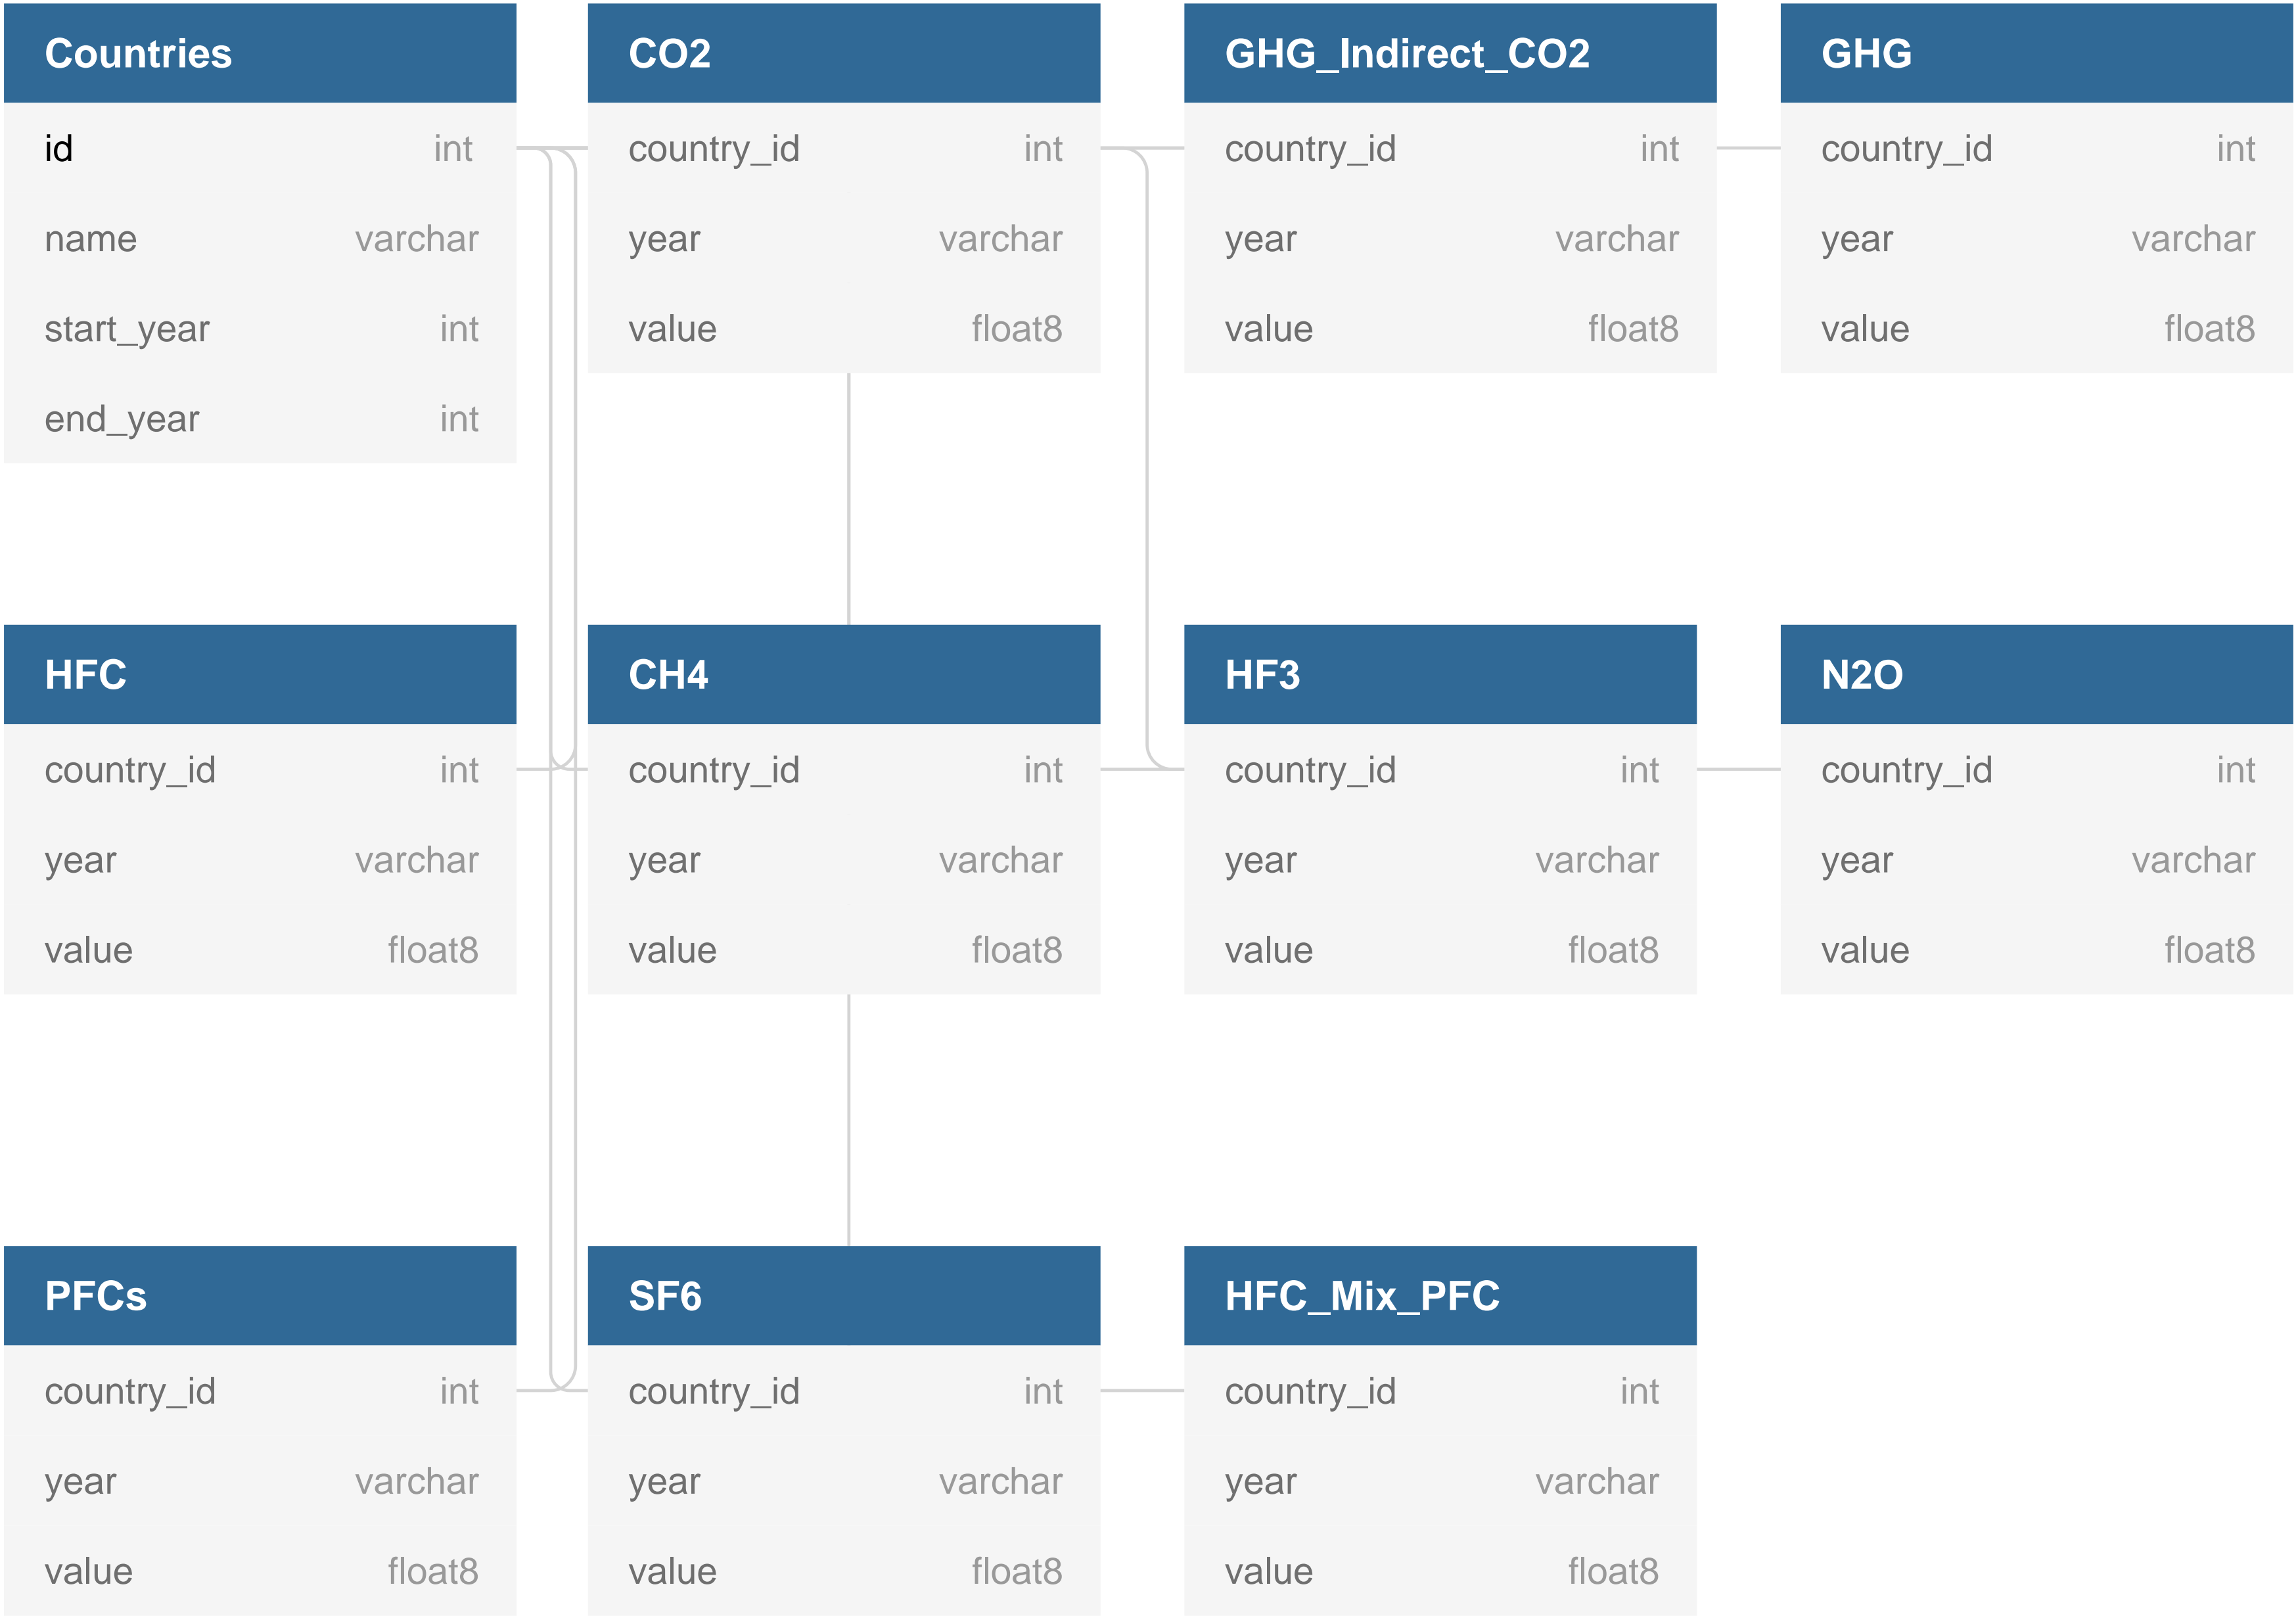 Countries
id int
name varchar
start_year int
end_year int
CO2
country_id int
year varchar
value float8
GHG_Indirect_CO2
country_id int
year varchar
value float8
GHG
country_id int
year varchar
value float8
HFC
country_id int
year varchar
value float8
CH4
country_id int
year varchar
value float8
HF3
country_id int
year varchar
value float8
N2O
country_id int
year varchar
value float8
PFCs
country_id int
year varchar
value float8
SF6
country_id int
year varchar
value float8
HFC_Mix_PFC
country_id int
year varchar
value float8